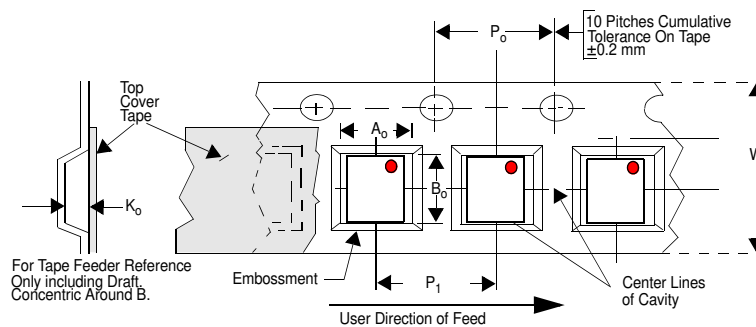 10 Pitches Cumulative
Tolerance On Tape
±0.2 mm
Po
Top
Cover
Tape
Ao
W
Bo
Ko
For Tape Feeder Reference
Only including Draft.
Concentric Around B.
Embossment
P1
Center Lines
of Cavity
User Direction of Feed